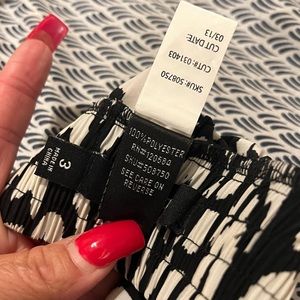 SKU#: 508750
CUT#: 031403
CUT DATE:
03/13
100% POLYESTER
RN#120684
SKU#508750
SEE CARE ON
REVERSE
3
MADE IN
CHINA